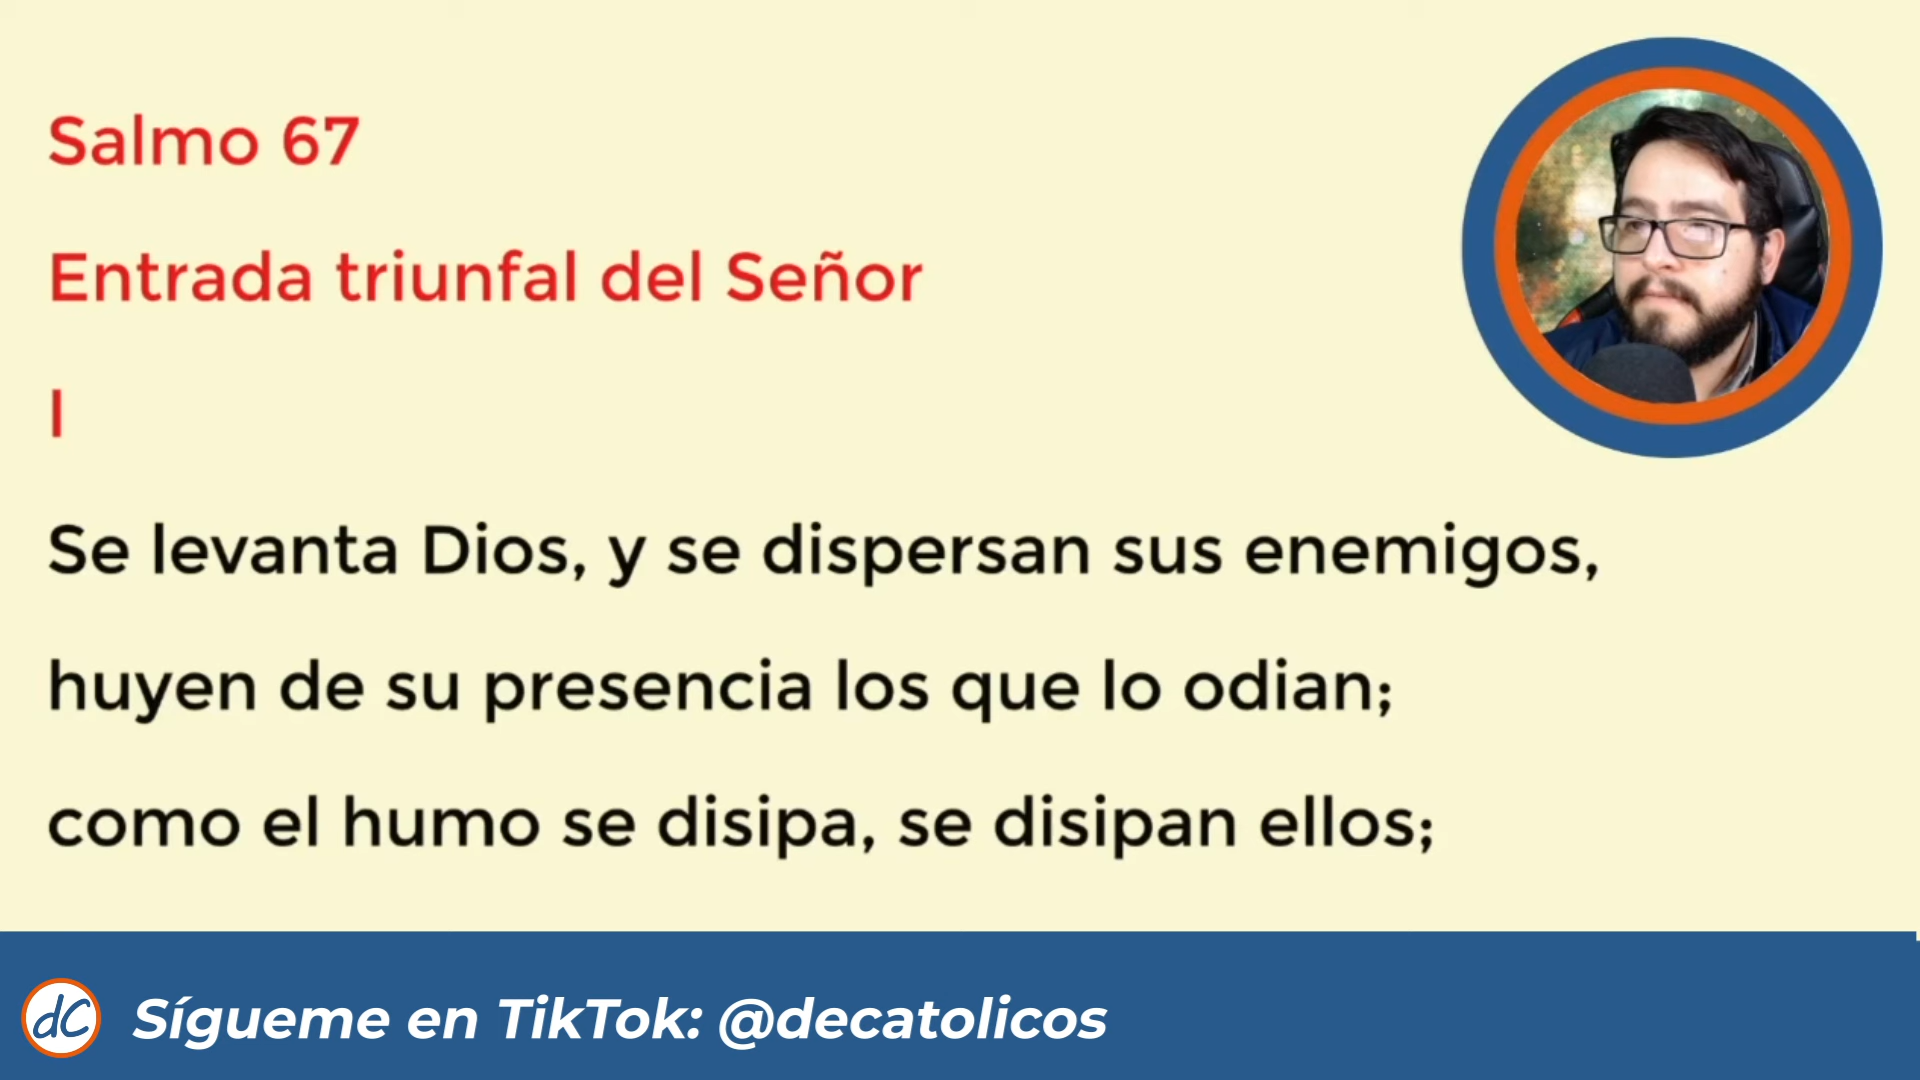 Salmo 67
Entrada triunfal del Señor
I
Se levanta Dios, y se dispersan sus enemigos,
huyen de su presencia los que lo odian;
como el humo se disipa, se disipan ellos;
dC
Sígueme en TikTok: @decatolicos